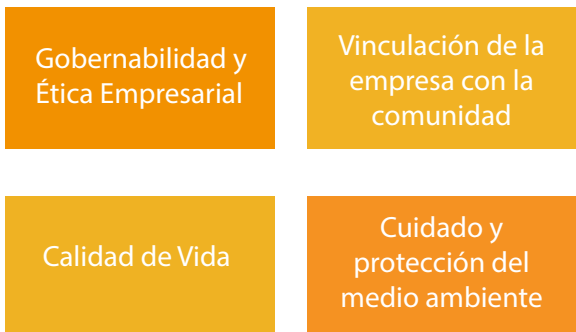 Gobernabilidad y
Ética Empresarial
Vinculación de la
empresa con la
comunidad
Calidad de Vida
Cuidado y
protección del
medio ambiente